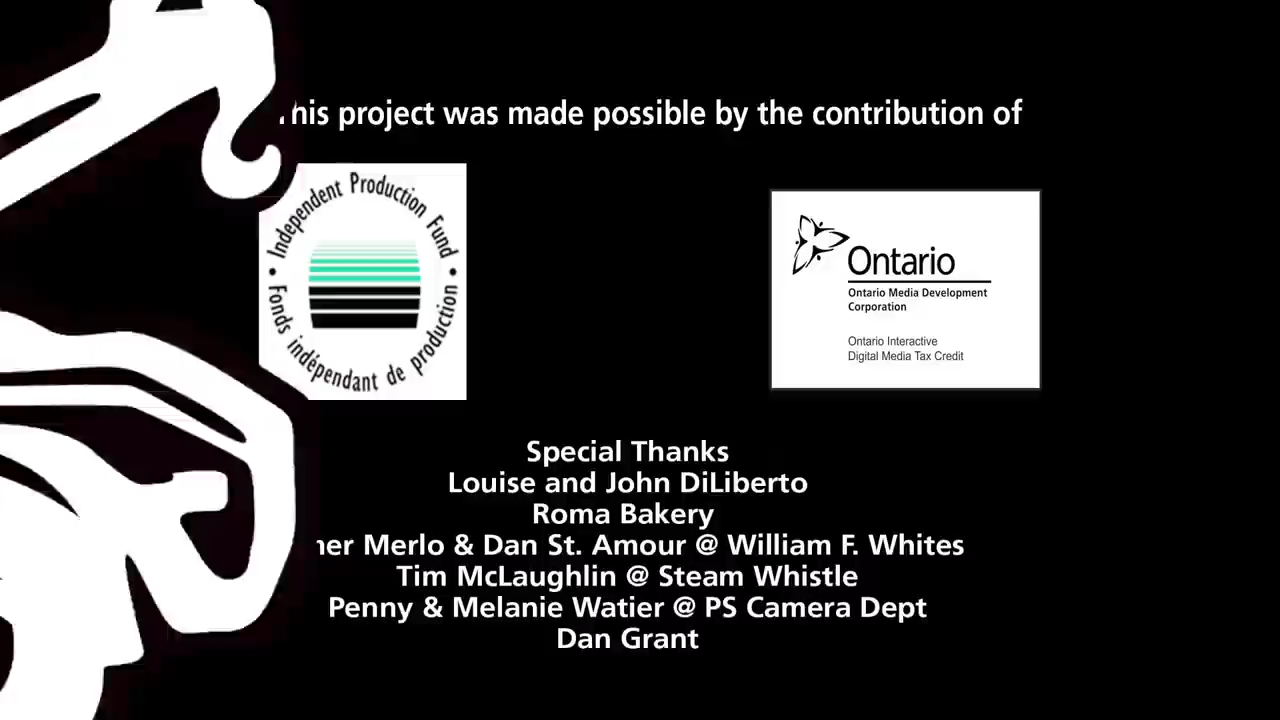 his project was made possible by the contribution of
Independent Production Fund
Fonds indépendant de production
Ontario
Ontario Media Development
Corporation
Ontario Interactive
Digital Media Tax Credit
Special Thanks
Louise and John DiLiberto
Roma Bakery
Merlo & Dan St. Amour @ William F. Whites
Tim McLaughlin @ Steam Whistle
Penny & Melanie Watier @ PS Camera Dept
Dan Grant